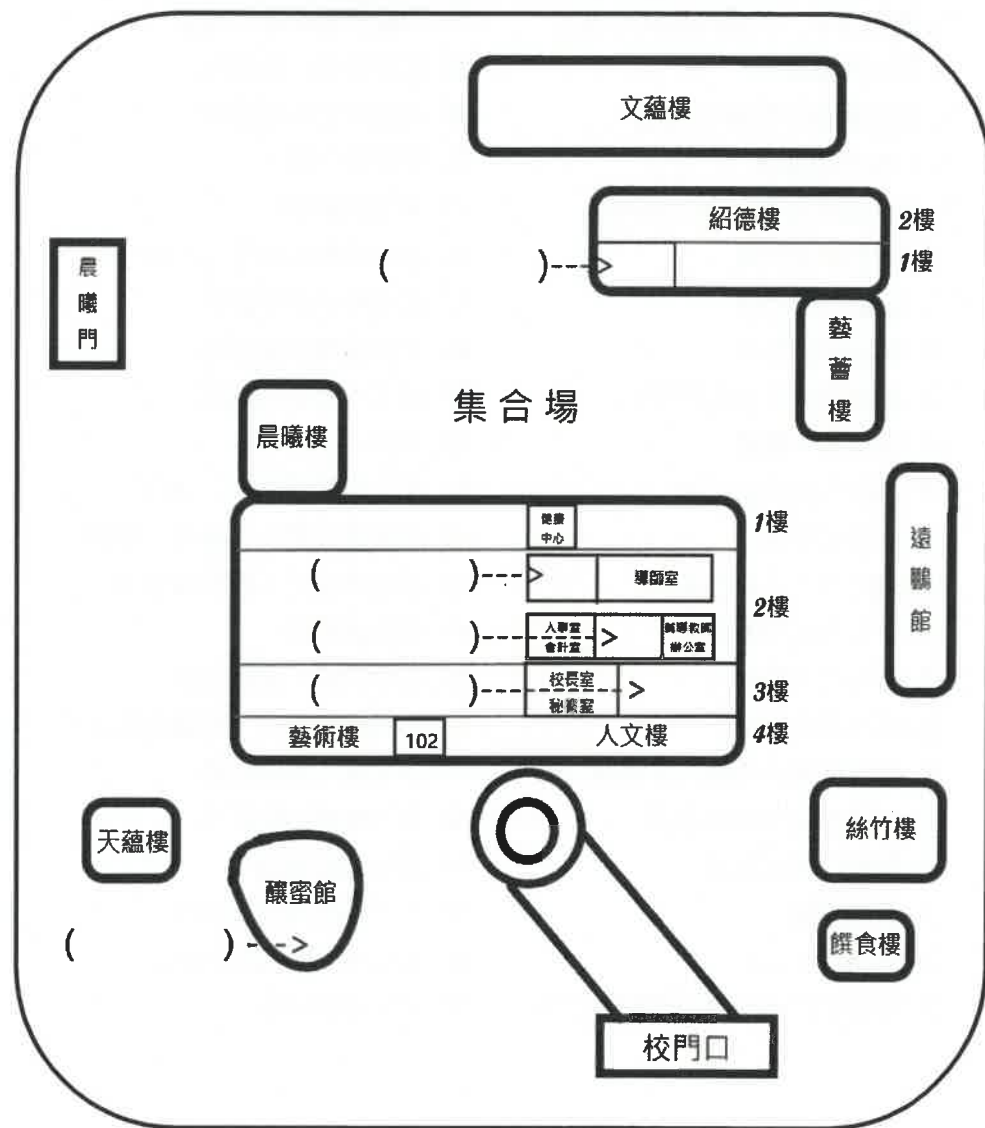 文蘊樓
紹德樓
2樓
1樓
(          )
晨曦門
藝薈樓
集合場
晨曦樓
遠鵬館
健康
中心
1樓
(          )
導師室
2樓
(          )
人事室
會計室
輔導教師
辦公室
(          )
校長室
秘書室
3樓
藝術樓
102
人文樓
4樓
天蘊樓
釀蜜館
(          )
絲竹樓
饌食樓
校門口